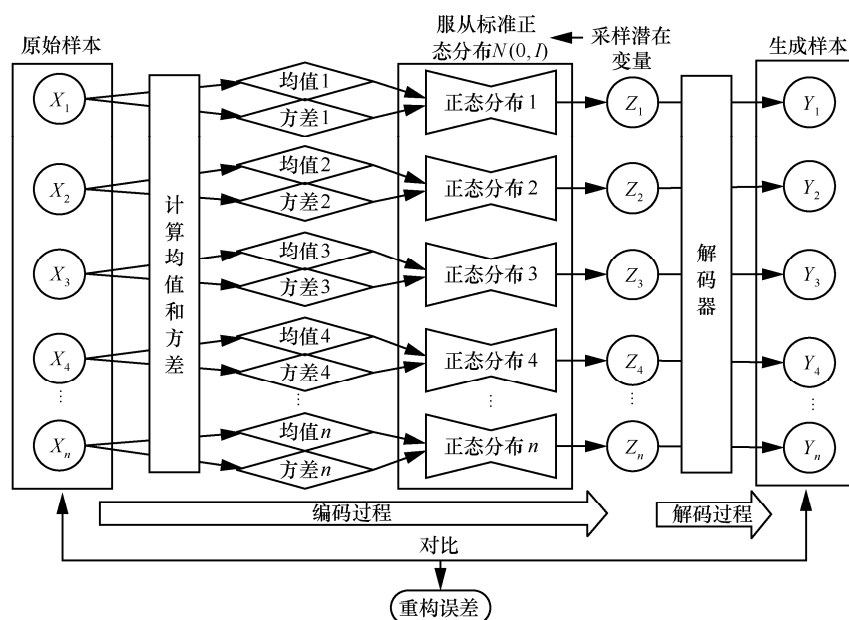 原始样本
服从标准正
态分布N(0, I)
采样潜在
变量
生成样本
X₁
均值1
方差1
正态分布1
Z₁
Y₁
X₂
均值2
方差2
正态分布2
Z₂
Y₂
X₃
均值3
方差3
正态分布3
Z₃
Y₃
X₄
均值4
方差4
正态分布4
Z₄
Y₄
Xₙ
均值n
方差n
正态分布n
Zₙ
Yₙ
计算均值和方差
解码器
编码过程
解码过程
对比
重构误差